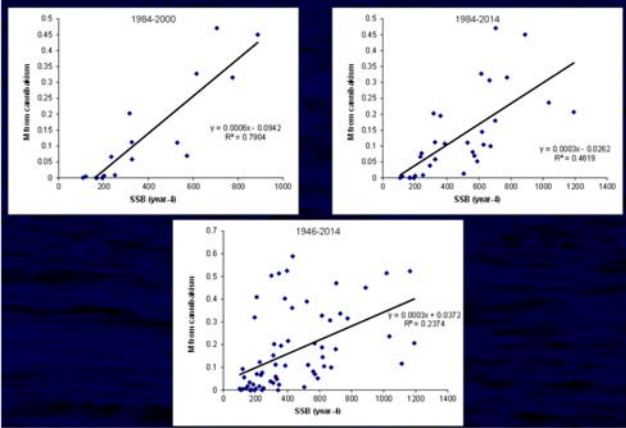 1984-2000
0.5
0.45
0.4
0.35
0.3
0.25
0.2
0.15
0.1
0.05
0
M from cannibalism
y = 0.0006x - 0.0942
R² = 0.7904
0 200 400 600 800 1000
SSB (year-4)
1984-2014
0.5
0.45
0.4
0.35
0.3
0.25
0.2
0.15
0.1
0.05
0
M from cannibalism
y = 0.0003x - 0.0262
R² = 0.4619
0 200 400 600 800 1000 1200 1400
SSB (year-4)
1946-2014
0.7
0.6
0.5
0.4
0.3
0.2
0.1
0
M from cannibalism
y = 0.0003x + 0.0372
R² = 0.2374
0 200 400 600 800 1000 1200 1400
SSB (year-4)